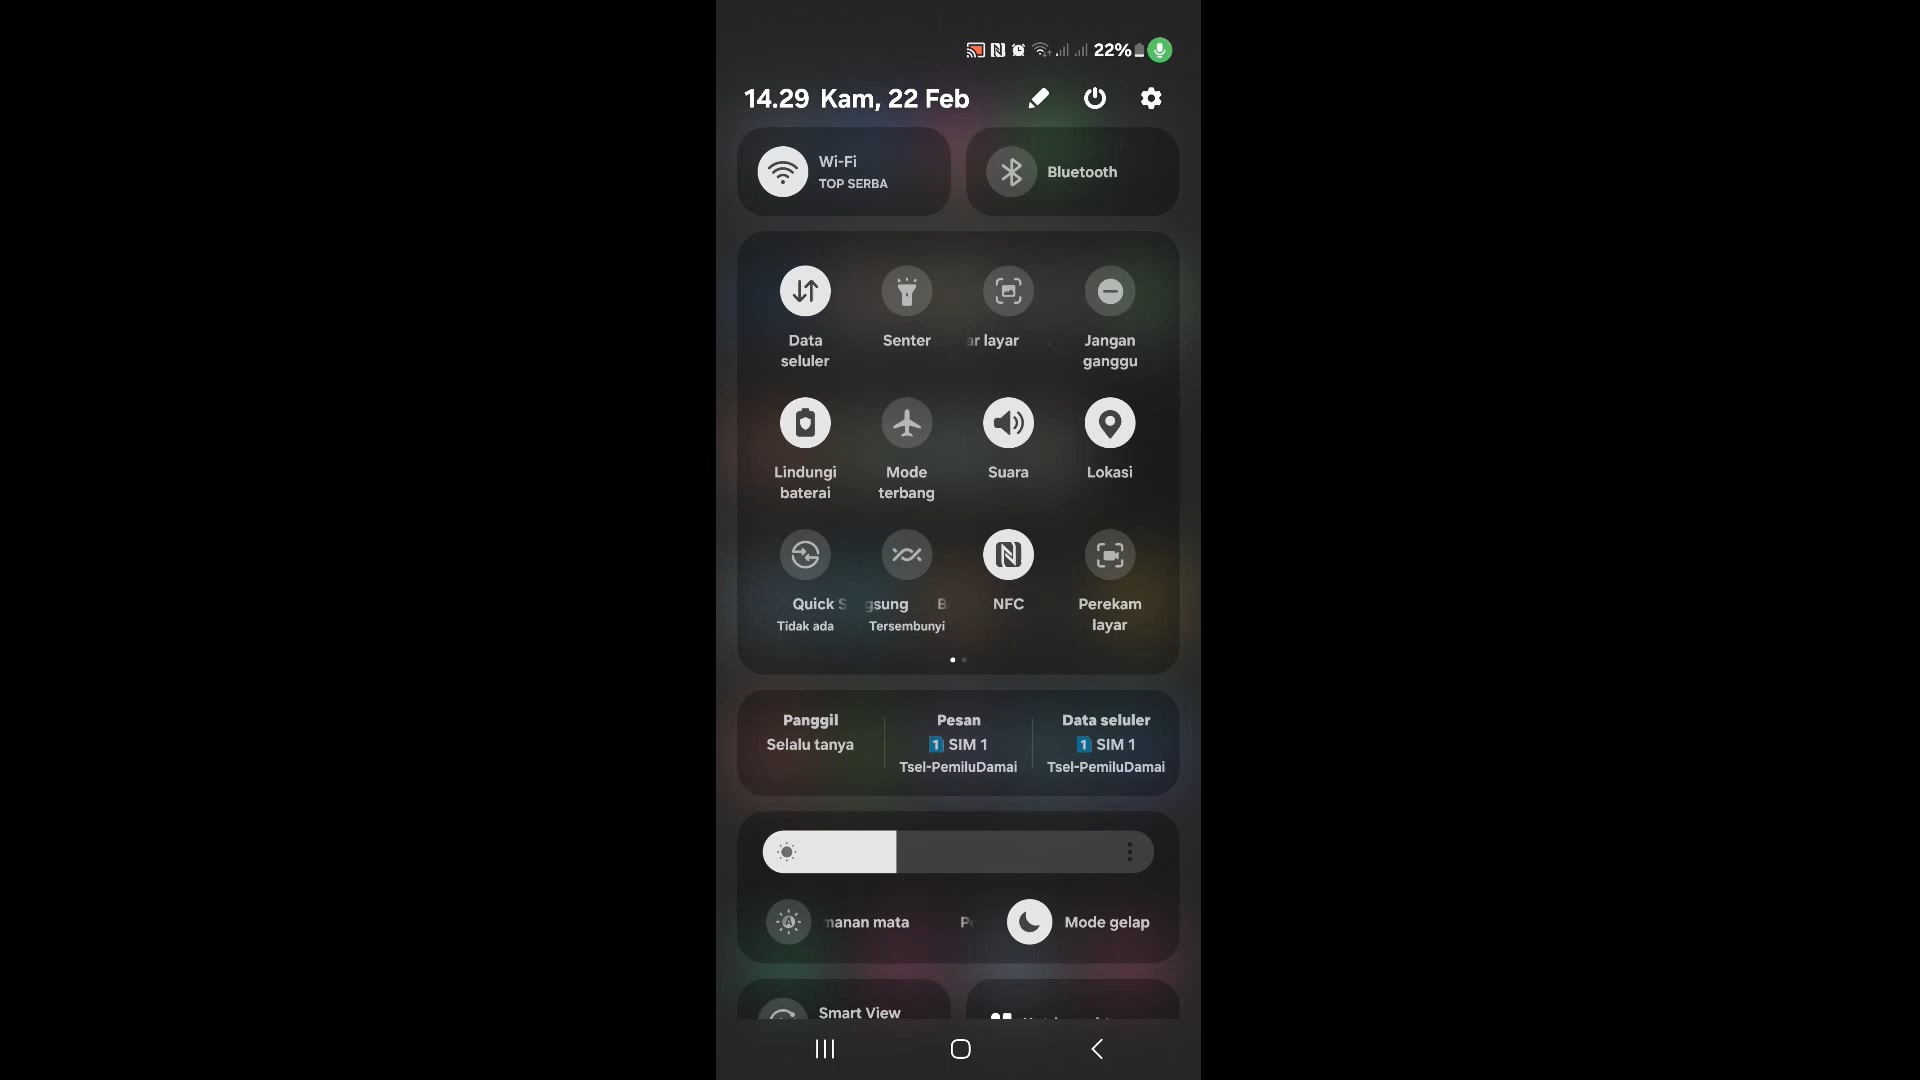 22%
14.29 Kam, 22 Feb
Wi-Fi
TOP SERBA
Bluetooth
Data
seluler
Senter
layar
Jangan
ganggu
Lindungi
baterai
Mode
terbang
Suara
Lokasi
Quick
Tidak ada
Tersembunyi
NFC
Perekam
layar
Panggil
Selalu tanya
Pesan
1 SIM 1
Tsel-PemiluDamai
Data seluler
1 SIM 1
Tsel-PemiluDamai
mata
Mode gelap
Smart View